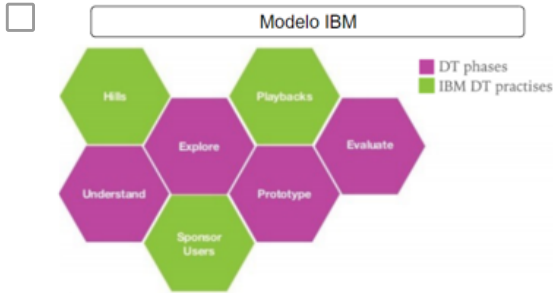 Modelo IBM
DT phases
IBM DT practises
Hills
Playbacks
Explore
Evaluate
Understand
Prototype
Sponsor
Users